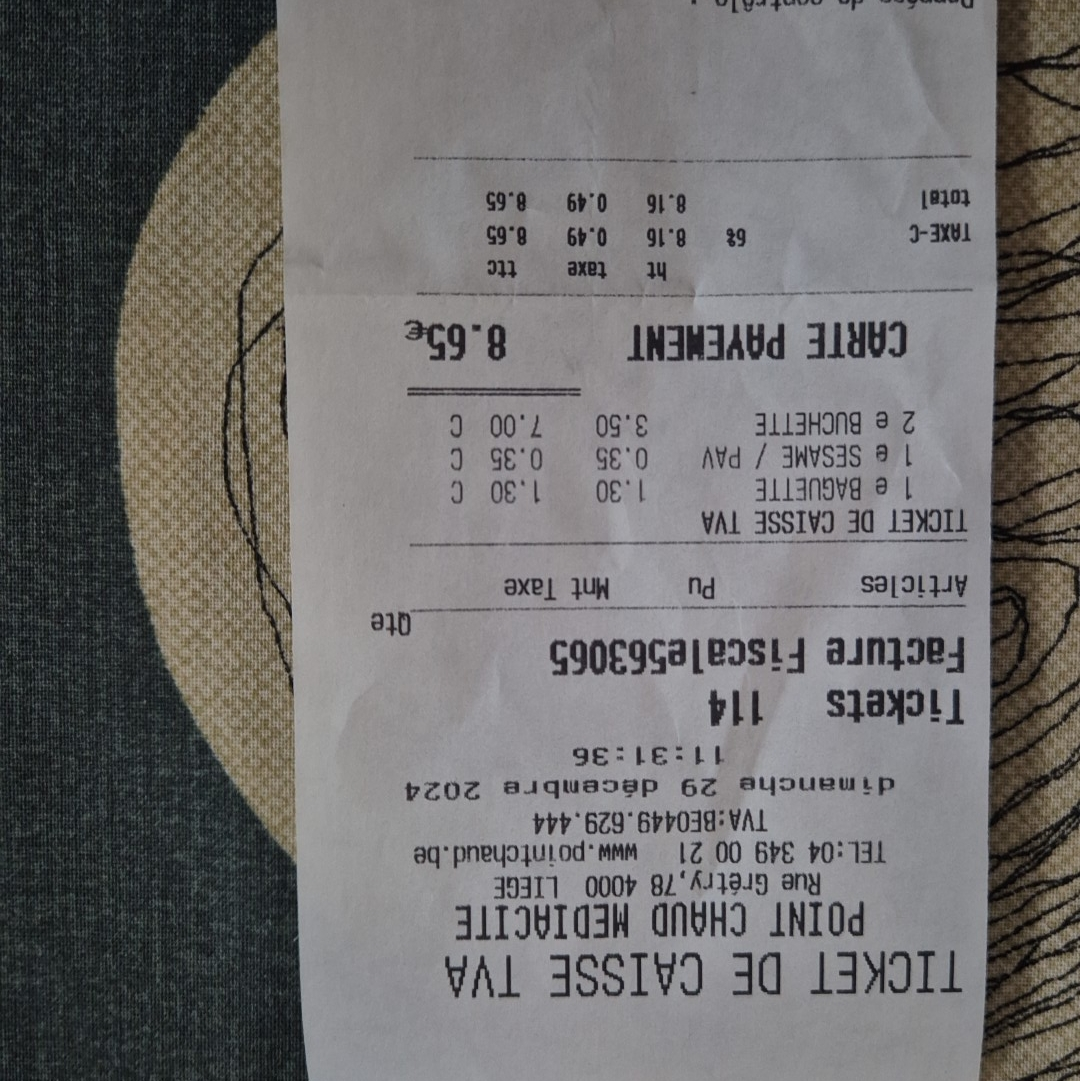 TICKET DE CAISSE TVA
POINT CHAUD MEDIACITE
Rue Grétry,78 4000 LIEGE
TEL:04 349 00 21 www.pointchaud.be
TVA:BE0449.629.444
dimanche 29 décembre 2024
11:31:36
Tickets 114
Facture Fiscale563065
Qte
Articles Pu Mnt Taxe
TICKET DE CAISSE TVA
1 e BAGUETTE 1.30 1.30 C
1 e SESAME / PAV 0.35 0.35 C
2 e BUCHETTE 3.50 7.00 C
CARTE PAYEMENT 8.65€
ht taxe ttc
TAXE-C 6% 8.16 0.49 8.65
total 8.16 0.49 8.65
Données de contrôle :